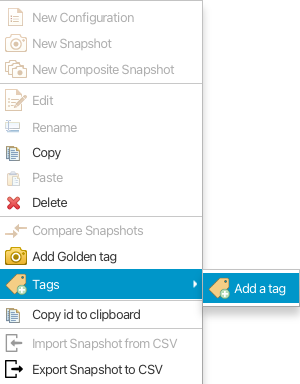 New Configuration
New Snapshot
New Composite Snapshot
Edit
Rename
Copy
Paste
Delete
Compare Snapshots
Add Golden tag
Tags
Add a tag
Copy id to clipboard
Import Snapshot from CSV
Export Snapshot to CSV